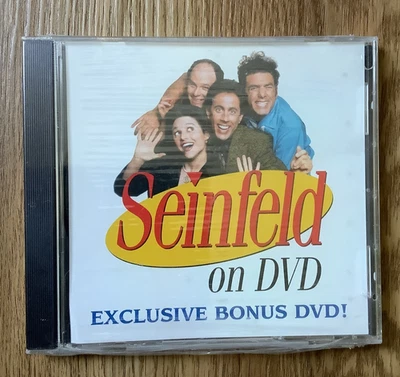 Seinfeld
on DVD
EXCLUSIVE BONUS DVD!